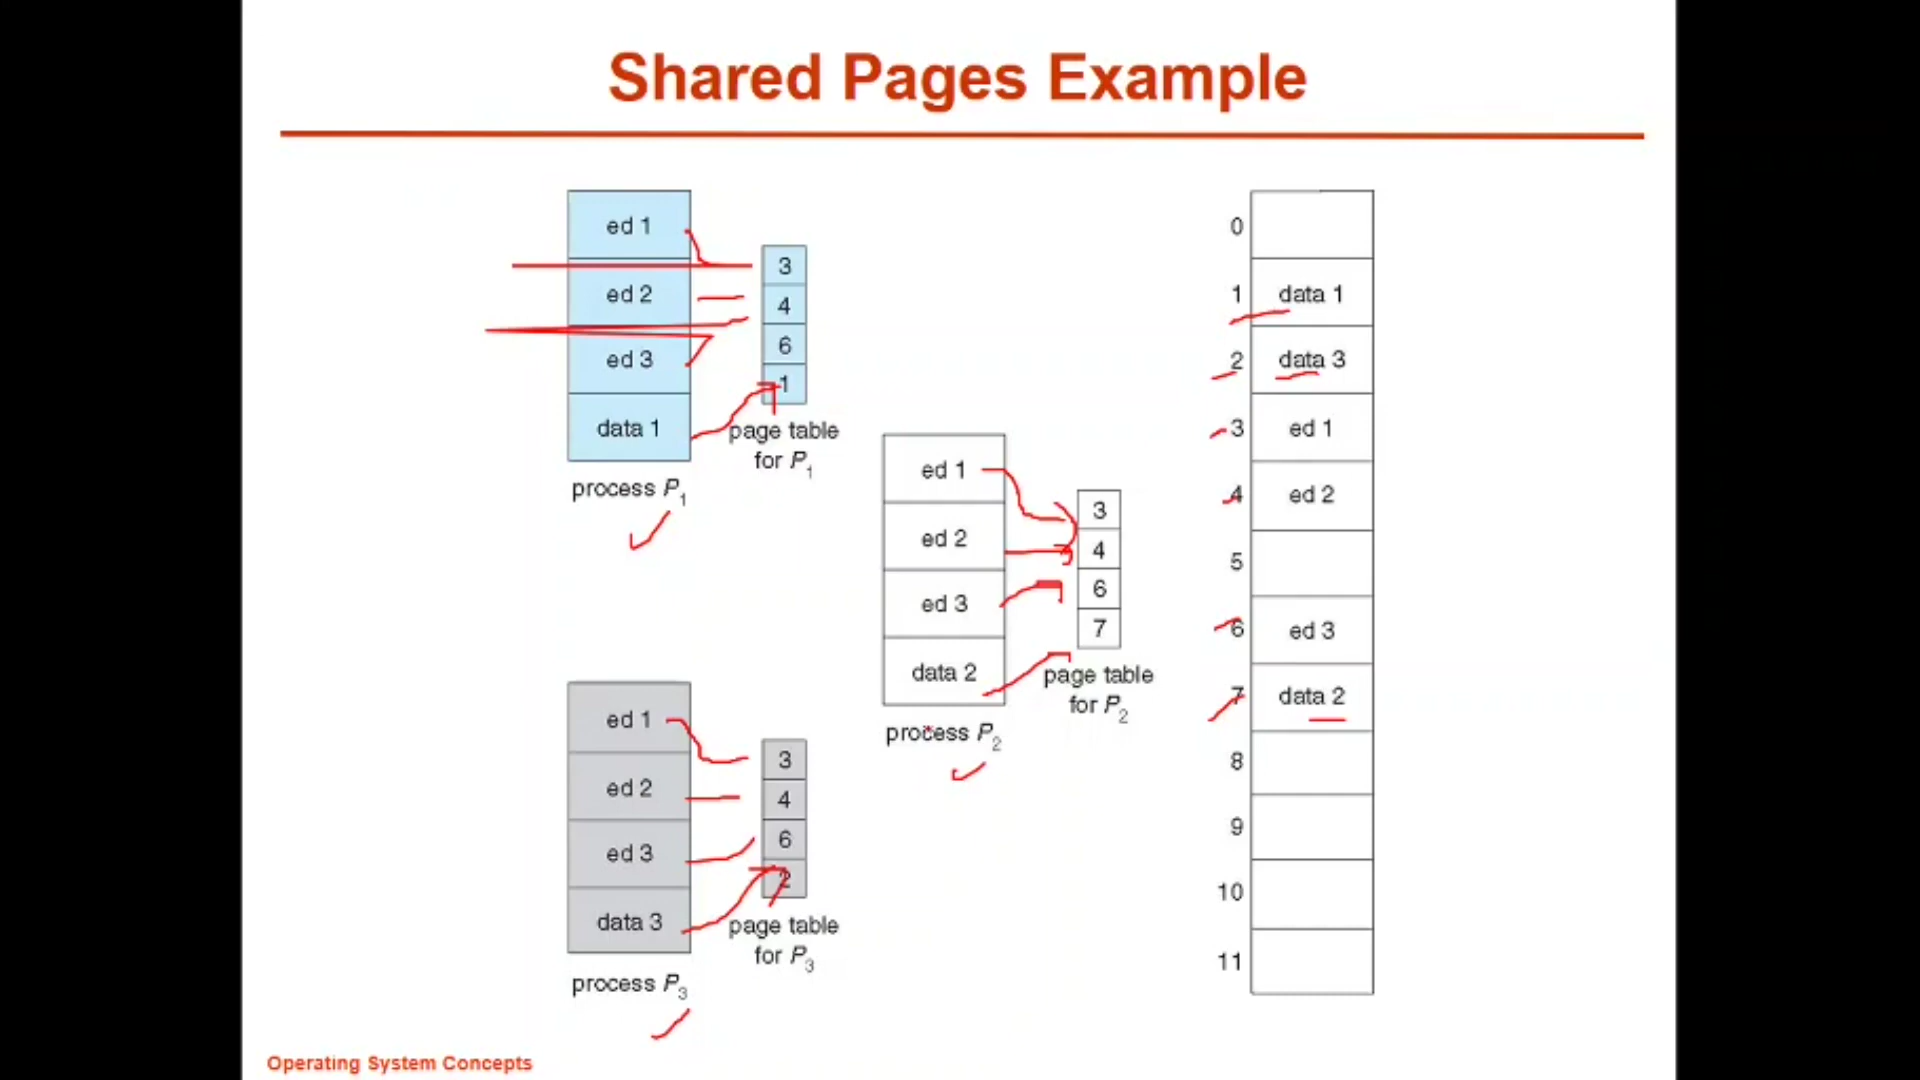 Shared Pages Example
ed 1
ed 2
ed 3
data 1
process P1
3
4
6
1
page table
for P1
ed 1
ed 2
ed 3
data 2
process P2
3
4
6
7
page table
for P2
ed 1
ed 2
ed 3
data 3
process P3
3
4
6
2
page table
for P3
0
1 data 1
2 data 3
3 ed 1
4 ed 2
5
6 ed 3
7 data 2
8
9
10
11
Operating System Concepts